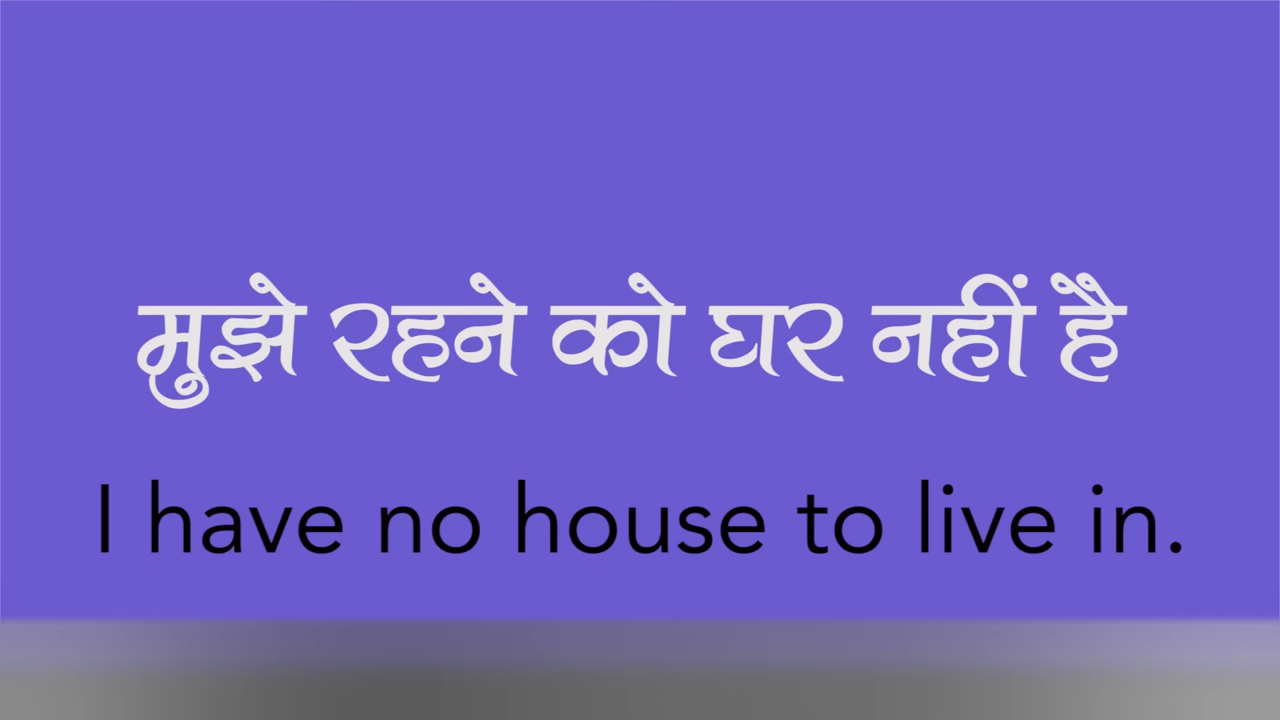 मुझे रहने को घर नहीं है
I have no house to live in.